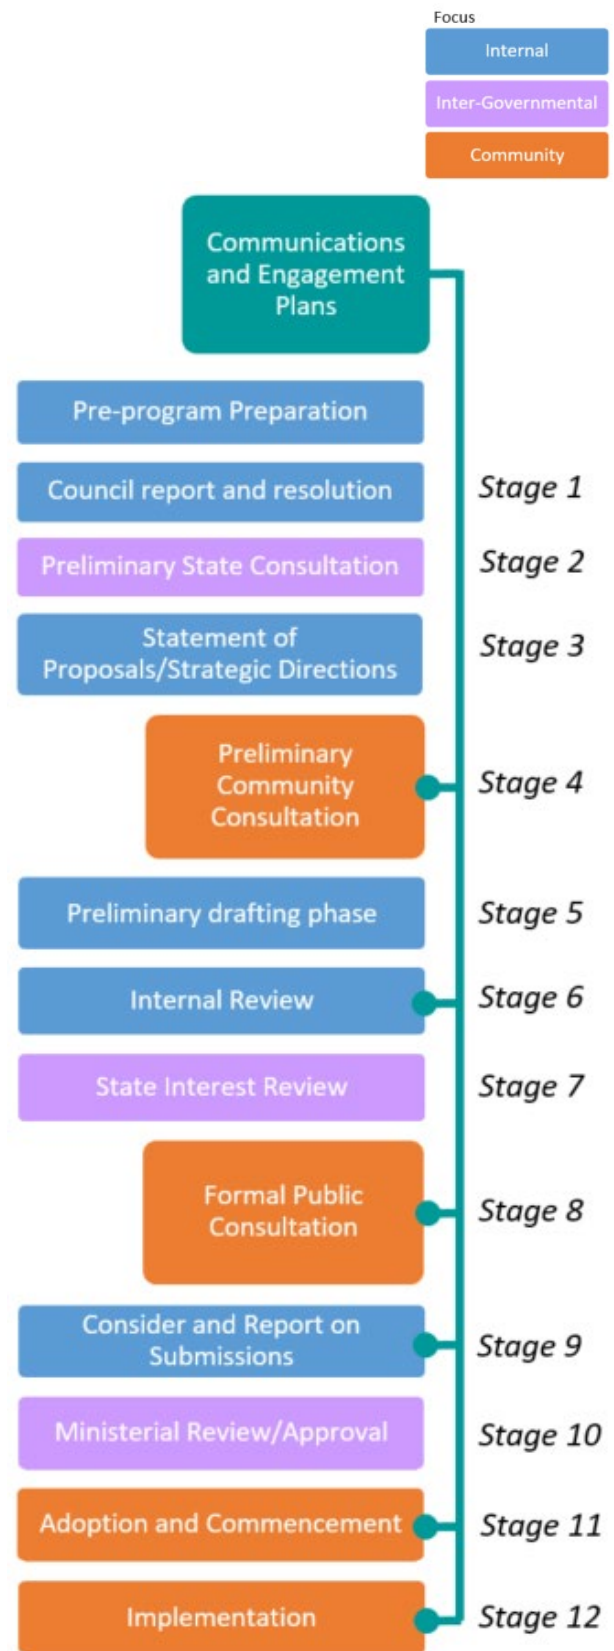 Focus
Internal
Inter-Governmental
Community
Communications
and Engagement
Plans
Pre-program Preparation
Council report and resolution
Stage 1
Preliminary State Consultation
Stage 2
Statement of
Proposals/Strategic Directions
Stage 3
Preliminary
Community
Consultation
Stage 4
Preliminary drafting phase
Stage 5
Internal Review
Stage 6
State Interest Review
Stage 7
Formal Public
Consultation
Stage 8
Consider and Report on
Submissions
Stage 9
Ministerial Review/Approval
Stage 10
Adoption and Commencement
Stage 11
Implementation
Stage 12